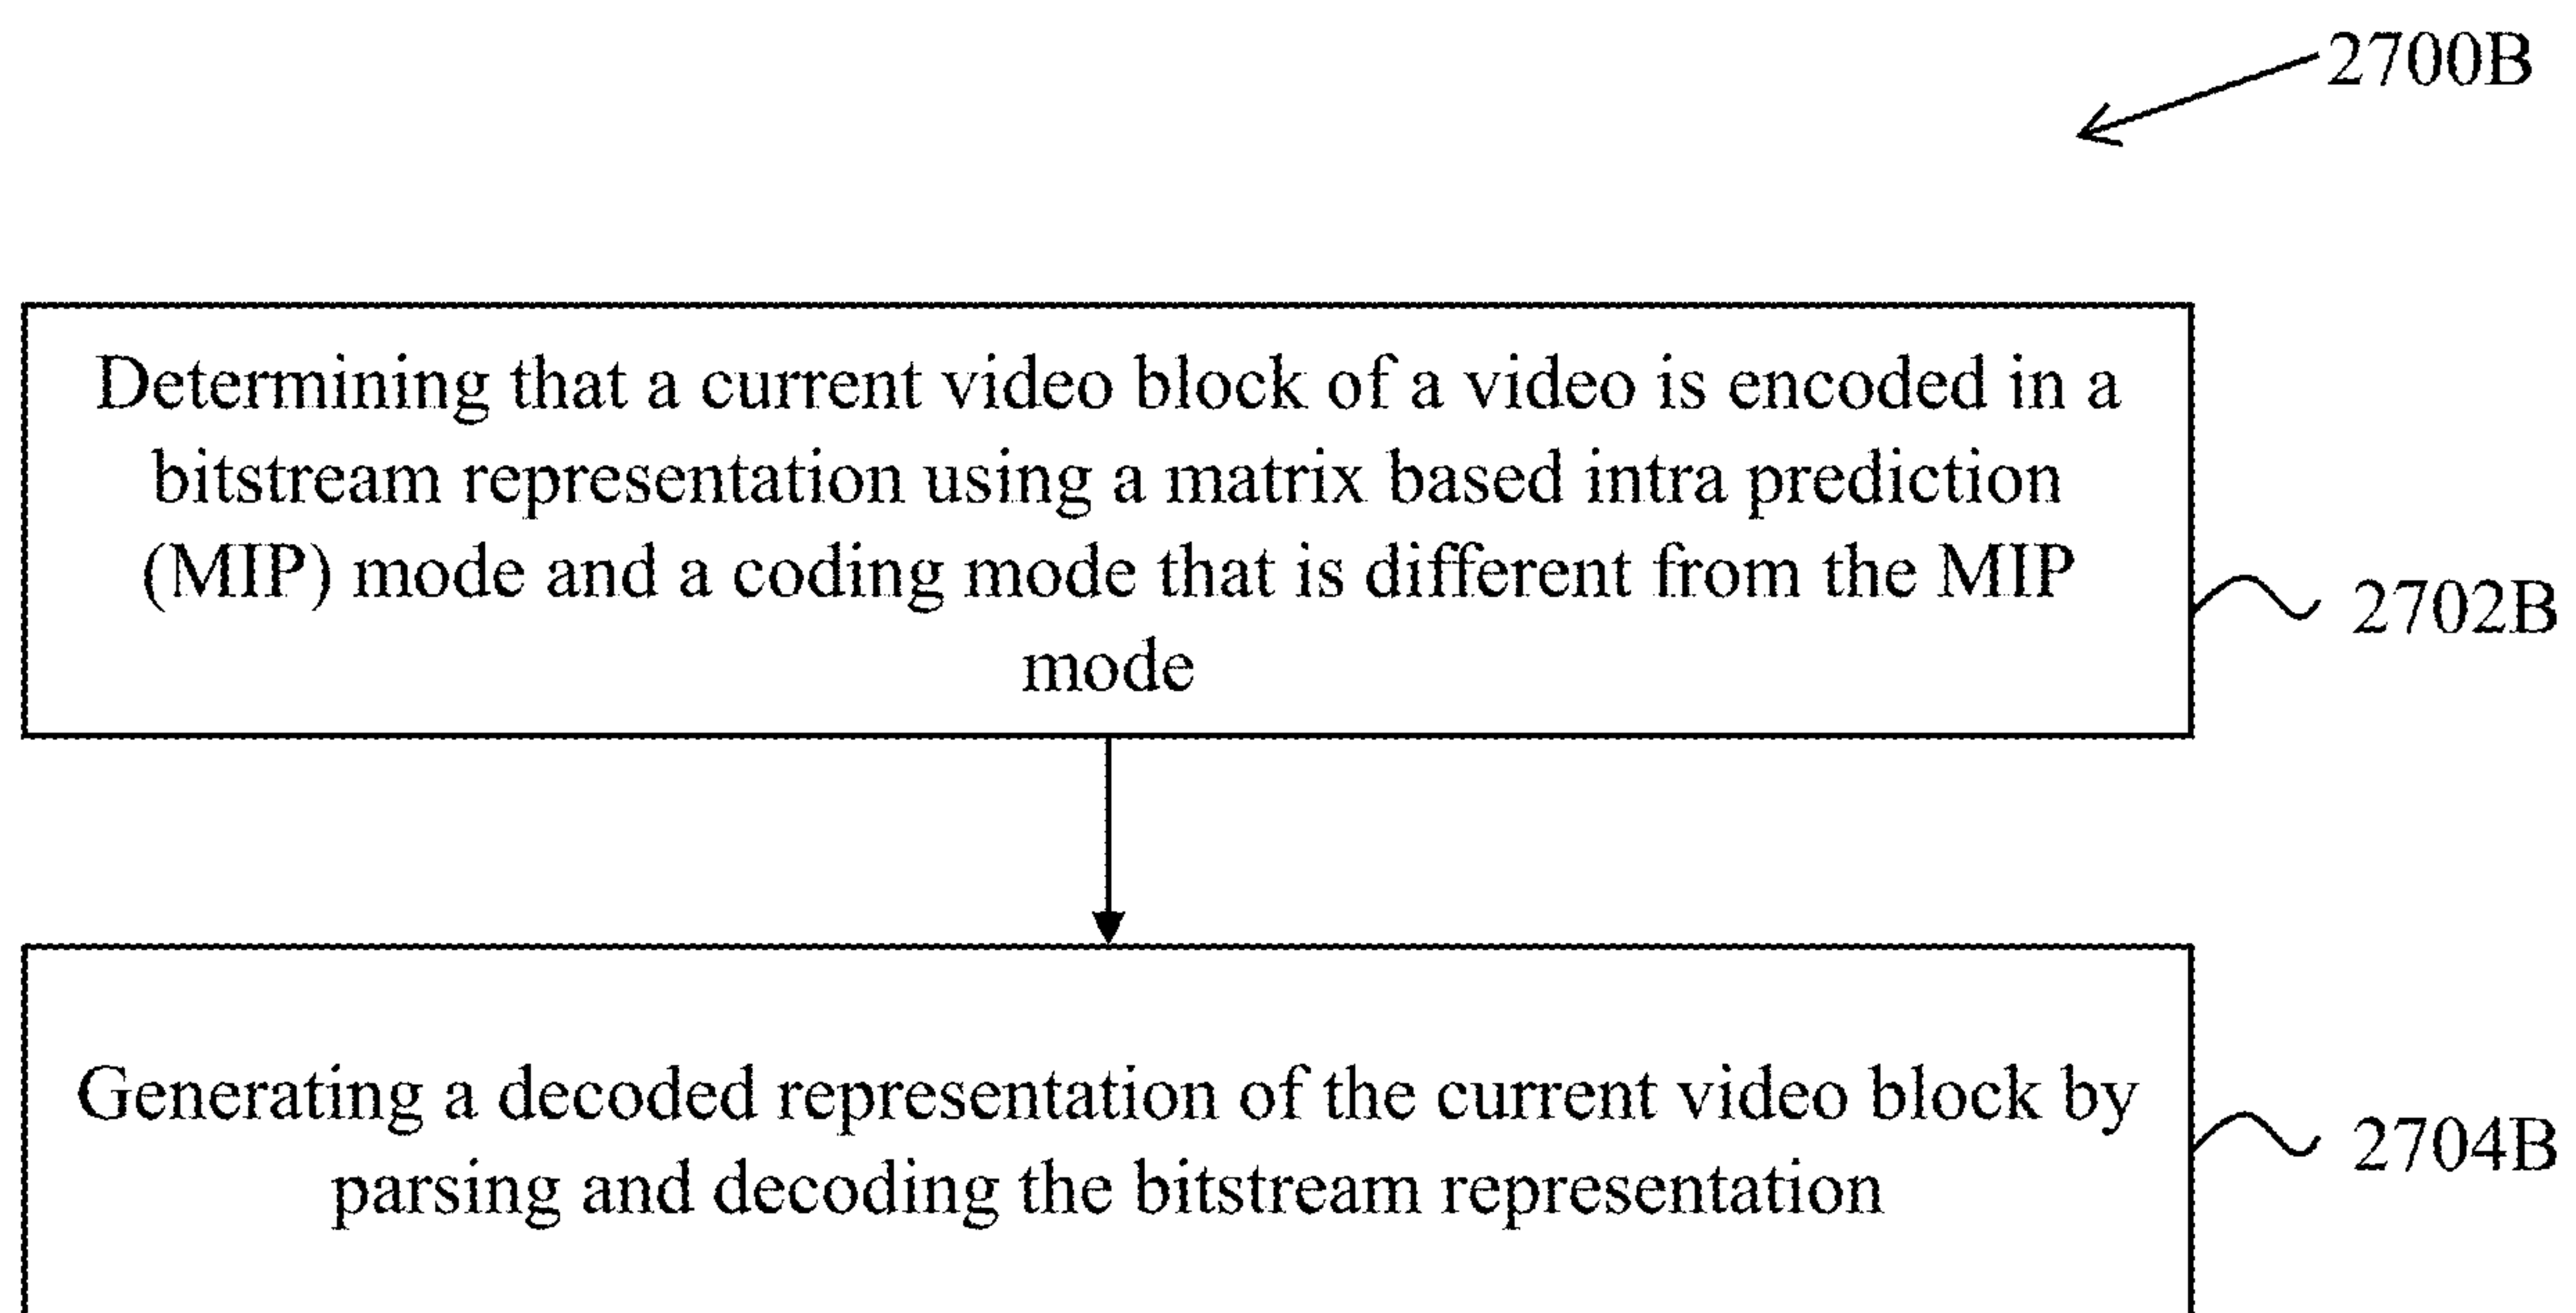 2700B
Determining that a current video block of a video is encoded in a
bitstream representation using a matrix based intra prediction
(MIP) mode and a coding mode that is different from the MIP
mode
2702B
Generating a decoded representation of the current video block by
parsing and decoding the bitstream representation
2704B